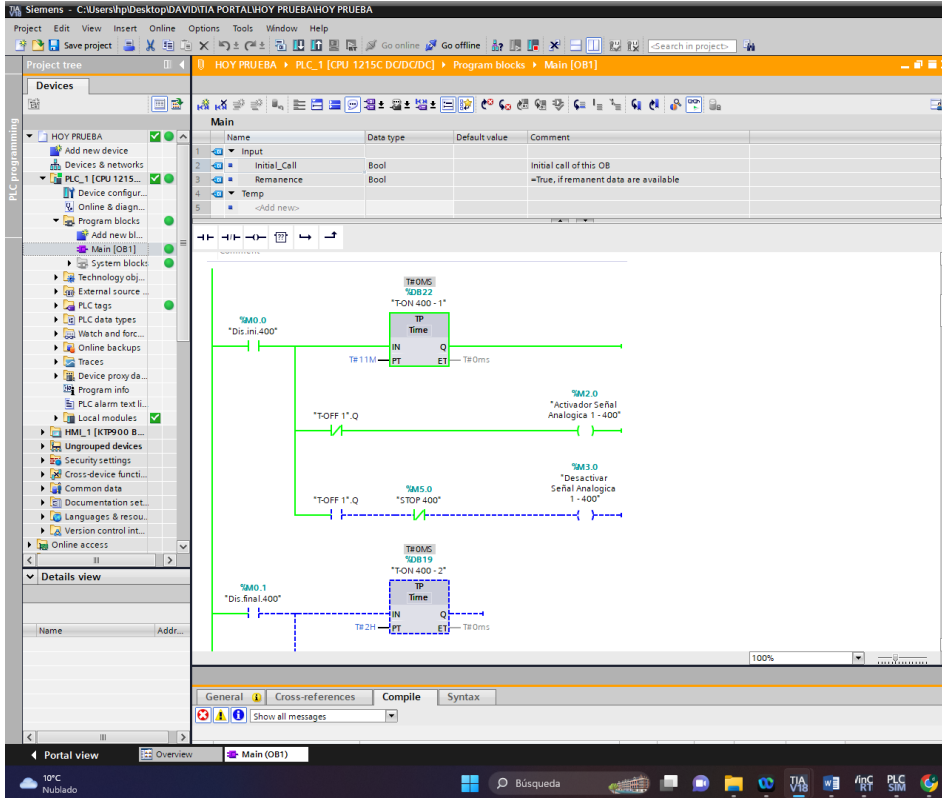 Siemens - C:\Users\hp\Desktop\DAVIDITIA PORTAL\HOY PRUEBA\HOY PRUEBA
Project Edit View Insert Online Options Tools Window Help
Save project
Go online
Go offline
<Search in project>
Project tree
HOY PRUEBA
PLC_1 [CPU 1215C DC/DC/DC]
Program blocks
Main [OB1]
Devices
PLC programming
HOY PRUEBA
Add new device
Devices & networks
PLC_1 [CPU 1215...
Device configur...
Online & diagn...
Program blocks
Add new bl...
Main [OB1]
System blocks
Technology obj...
External source ...
PLC tags
PLC data types
Watch and forc...
Online backups
Traces
Device proxy da...
Program info
PLC alarm text li...
Local modules
HMI_1 [KTP900 B...
Ungrouped devices
Security settings
Cross-device functi...
Common data
Documentation set...
Languages & resou..
Version control int...
Online access
Details view
Name Addr...
Main
Name Data type Default value Comment
1 Input
2 Initial_Call Bool Initial call of this OB
3 Remanence Bool =True, if remanent data are available
4 Temp
5 <Add new>
Comment
T#0MS
%DB22
"T-ON 400 - 1"
TP
Time
%M0.0
"Dis.ini.400"
IN Q
T#11M PT ET T#0ms
%M2.0
"Activador Señal
Analogica 1 - 400"
"T-OFF 1".Q
%M3.0
"Desactivar
Señal Analogica
1 - 400"
%M5.0
"T-OFF 1".Q "STOP 400"
T#0MS
%DB19
"T-ON 400 - 2"
TP
Time
%M0.1
"Dis.final.400"
IN Q
T#2H PT ET T#0ms
100%
General Cross-references Compile Syntax
Show all messages
Portal view Overview Main (OB1)
10°C
Nublado
Búsqueda
TIA
V18
RT
PLC
SIM